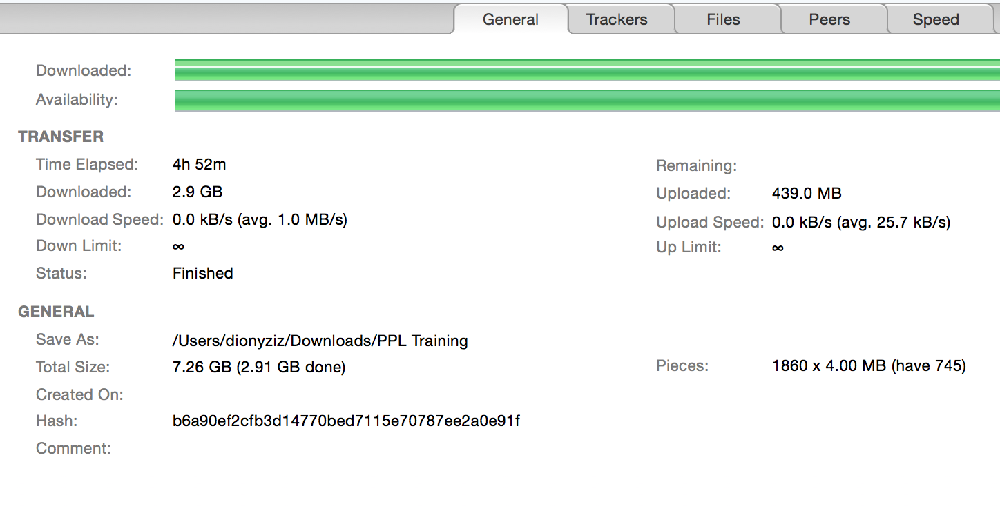 General Trackers Files Peers Speed
Downloaded:
Availability:
TRANSFER
Time Elapsed: 4h 52m Remaining:
Downloaded: 2.9 GB Uploaded: 439.0 MB
Download Speed: 0.0 kB/s (avg. 1.0 MB/s) Upload Speed: 0.0 kB/s (avg. 25.7 kB/s)
Down Limit: ∞ Up Limit: ∞
Status: Finished
GENERAL
Save As: /Users/dionyziz/Downloads/PPL Training
Total Size: 7.26 GB (2.91 GB done) Pieces: 1860 x 4.00 MB (have 745)
Created On:
Hash: b6a90ef2cfb3d14770bed7115e70787ee2a0e91f
Comment: